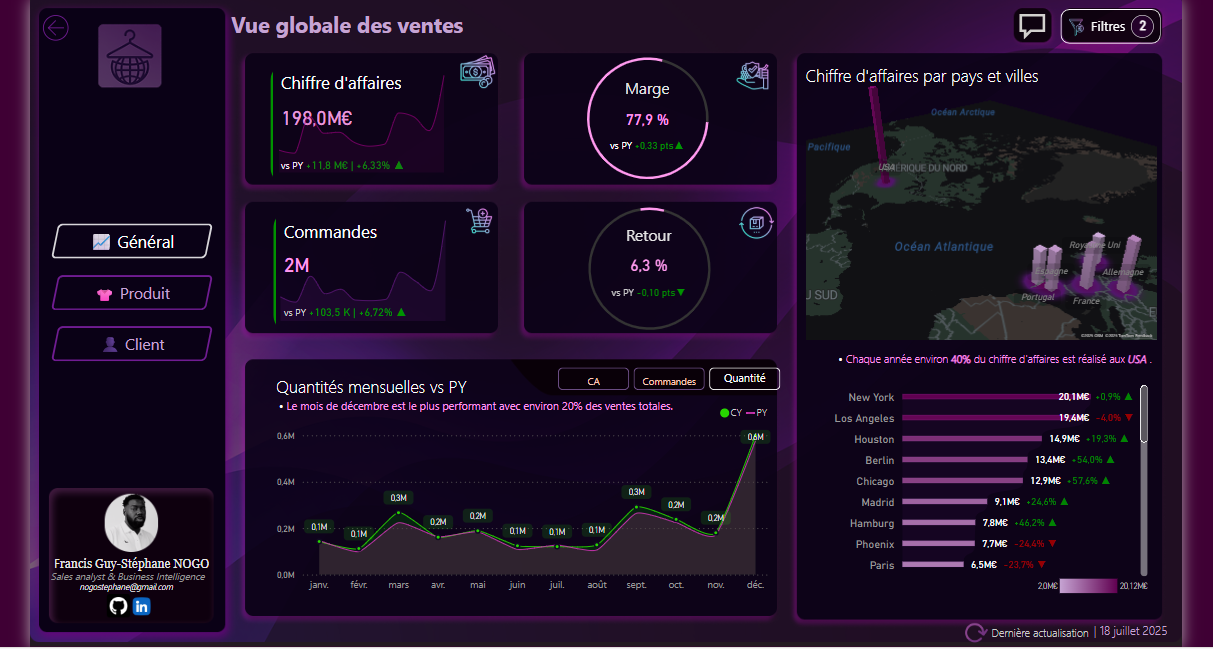 Vue globale des ventes
Filtres 2
Général
Produit
Client
Francis Guy-Stéphane NOGO
Sales analyst & Business Intelligence
nogostephane@gmail.com
in
Chiffre d'affaires
198,0M€
vs PY +11,8 M€ | +6,33% ▲
Marge
77,9 %
vs PY +0,33 pts ▲
Commandes
2M
vs PY +103,5 K | +6,72% ▲
Retour
6,3 %
vs PY -0,10 pts ▼
CA
Commandes
Quantité
Quantités mensuelles vs PY
• Le mois de décembre est le plus performant avec environ 20% des ventes totales.
CY PY
0,6M
0,4M
0,2M
0,0M
0,1M 0,1M 0,3M 0,2M 0,2M 0,1M 0,1M 0,1M 0,3M 0,2M 0,2M 0,6M
janv. févr. mars avr. mai juin juil. août sept. oct. nov. déc.
Chiffre d'affaires par pays et villes
Océan Arctique
Pacifique
USA
AMÉRIQUE DU NORD
Océan Atlantique
Royaume Uni
Espagne
Allemagne
Portugal
France
U SUD
E
• Chaque année environ 40% du chiffre d'affaires est réalisé aux USA .
New York 20,1M€ +0,9% ▲
Los Angeles 19,4M€ -4,0% ▼
Houston 14,9M€ +19,3% ▲
Berlin 13,4M€ +54,0% ▲
Chicago 12,9M€ +57,6% ▲
Madrid 9,1M€ +24,6% ▲
Hamburg 7,8M€ +46,2% ▲
Phoenix 7,7M€ -24,4% ▼
Paris 6,5M€ -23,7% ▼
20,12M€
Dernière actualisation | 18 juillet 2025